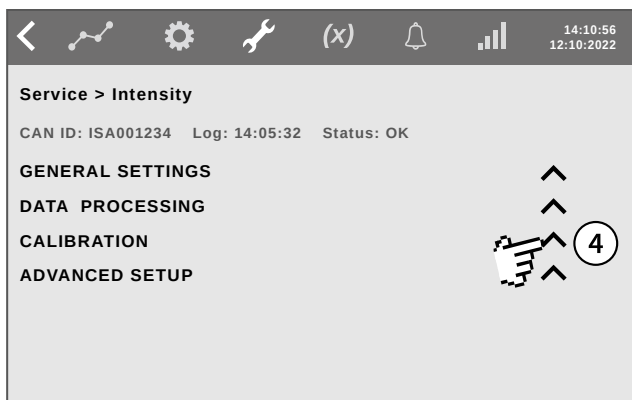 (x)
14:10:56
12:10:2022
Service > Intensity
CAN ID: ISA001234 Log: 14:05:32 Status: OK
GENERAL SETTINGS
DATA PROCESSING
CALIBRATION
4
ADVANCED SETUP